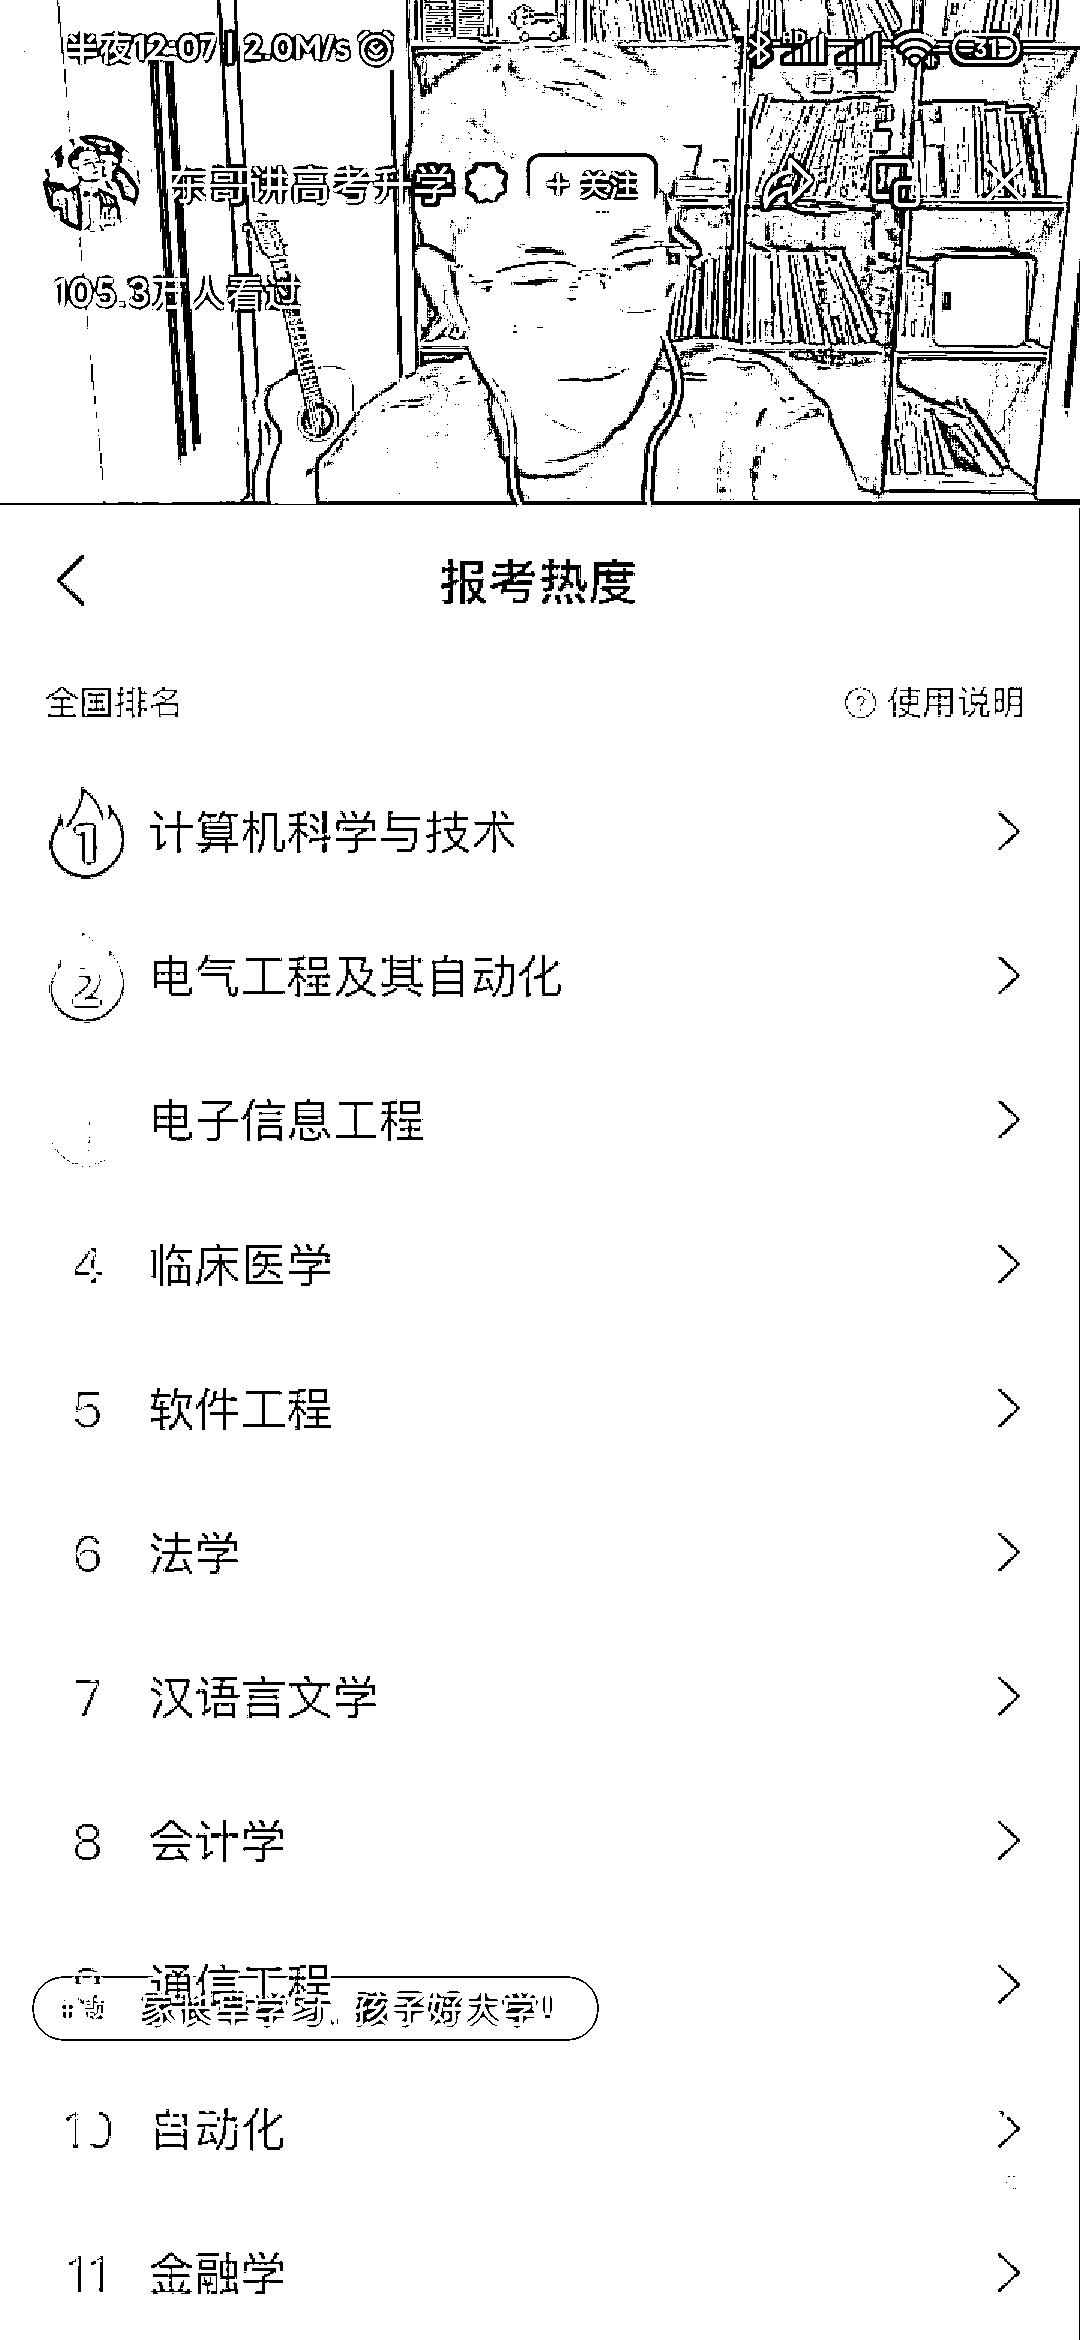 半夜12:07 2.0M/s 31
东哥讲高考升学 + 关注
105.3万人看过
报考热度
全国排名 ? 使用说明
1 计算机科学与技术
2 电气工程及其自动化
电子信息工程
4 临床医学
5 软件工程
6 法学
7 汉语言文学
8 会计学
通信工程
家长早学习, 孩子好大学!
10 自动化
11 金融学